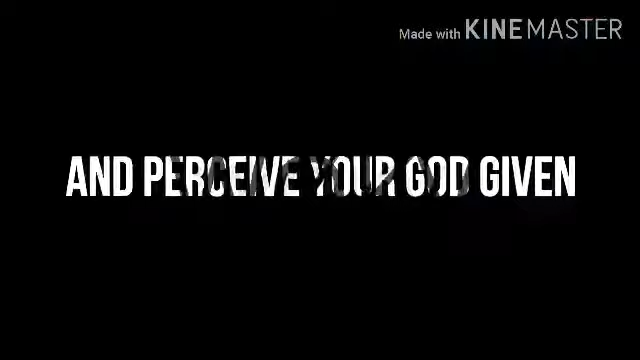 Made with KINEMASTER
AND PERCEIVE YOUR GOD GIVEN